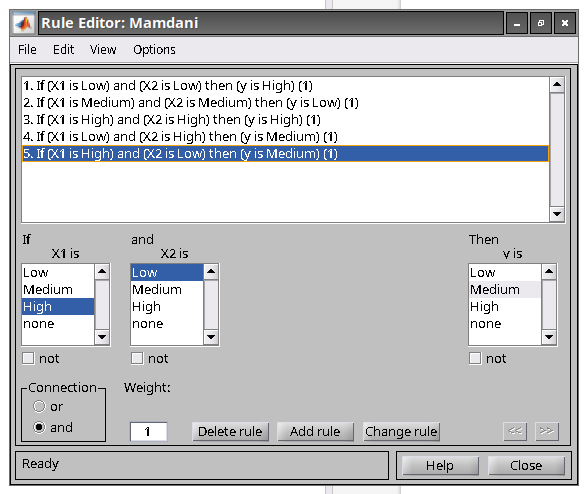 Rule Editor: Mamdani
File Edit View Options
1. If (X1 is Low) and (X2 is Low) then (y is High) (1)
2. If (X1 is Medium) and (X2 is Medium) then (y is Low) (1)
3. If (X1 is High) and (X2 is High) then (y is High) (1)
4. If (X1 is Low) and (X2 is High) then (y is Medium) (1)
5. If (X1 is High) and (X2 is Low) then (y is Medium) (1)
If and Then
X1 is X2 is y is
Low Low Low
Medium Medium Medium
High High High
none none none
not not not
Connection Weight:
or
and 1 Delete rule Add rule Change rule << >>
Ready Help Close